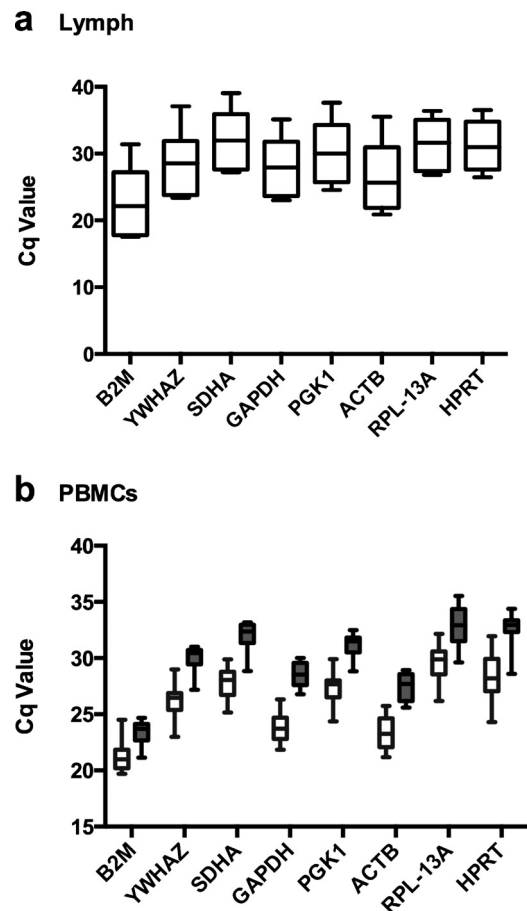 a Lymph
40
30
20
10
0
Cq Value
B2M
YWHAZ
SDHA
GAPDH
PGK1
ACTB
RPL-13A
HPRT
b PBMCs
40
35
30
25
20
15
Cq Value
B2M
YWHAZ
SDHA
GAPDH
PGK1
ACTB
RPL-13A
HPRT